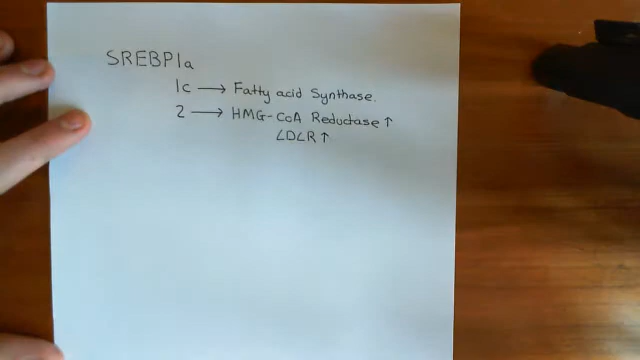 SREBP1a
1c → Fatty acid Synthase.
2 → HMG-CoA Reductase ↑
LDLR ↑